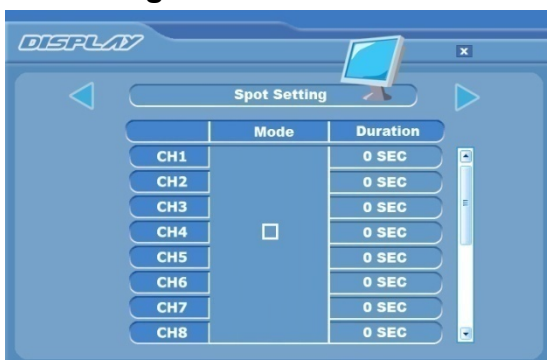 DISPLAY
Spot Setting
Mode Duration
CH1 0 SEC
CH2 0 SEC
CH3 0 SEC
CH4 0 SEC
CH5 0 SEC
CH6 0 SEC
CH7 0 SEC
CH8 0 SEC